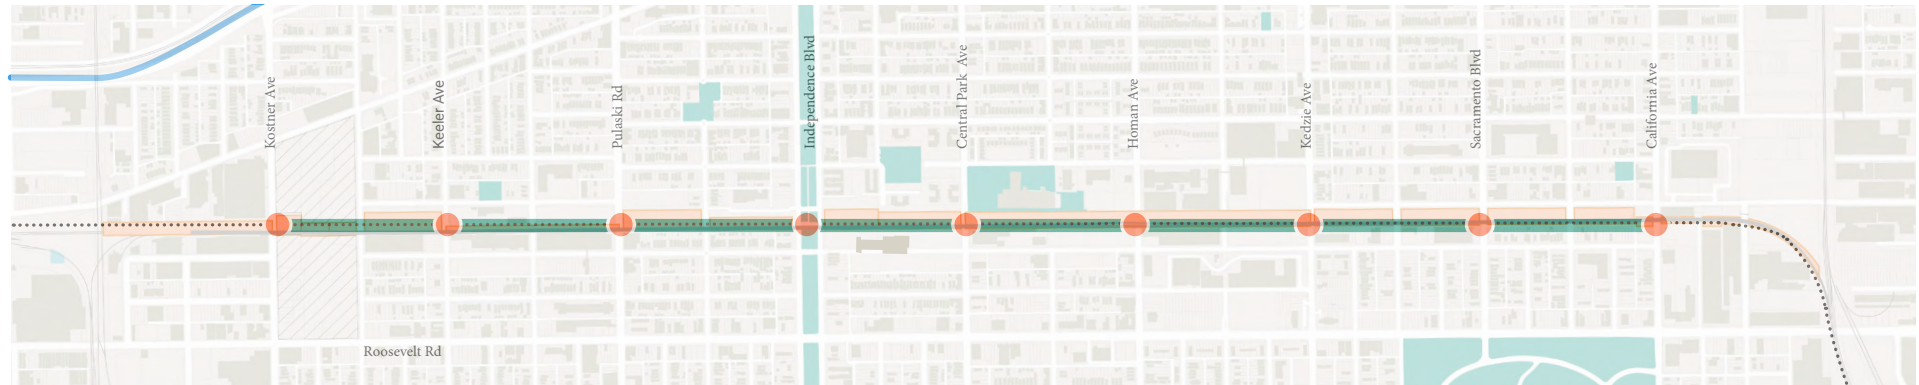 Kostner Ave
Keeler Ave
Pulaski Rd
Independence Blvd
Central Park Ave
Homan Ave
Kedzie Ave
Sacramento Blvd
California Ave
Roosevelt Rd